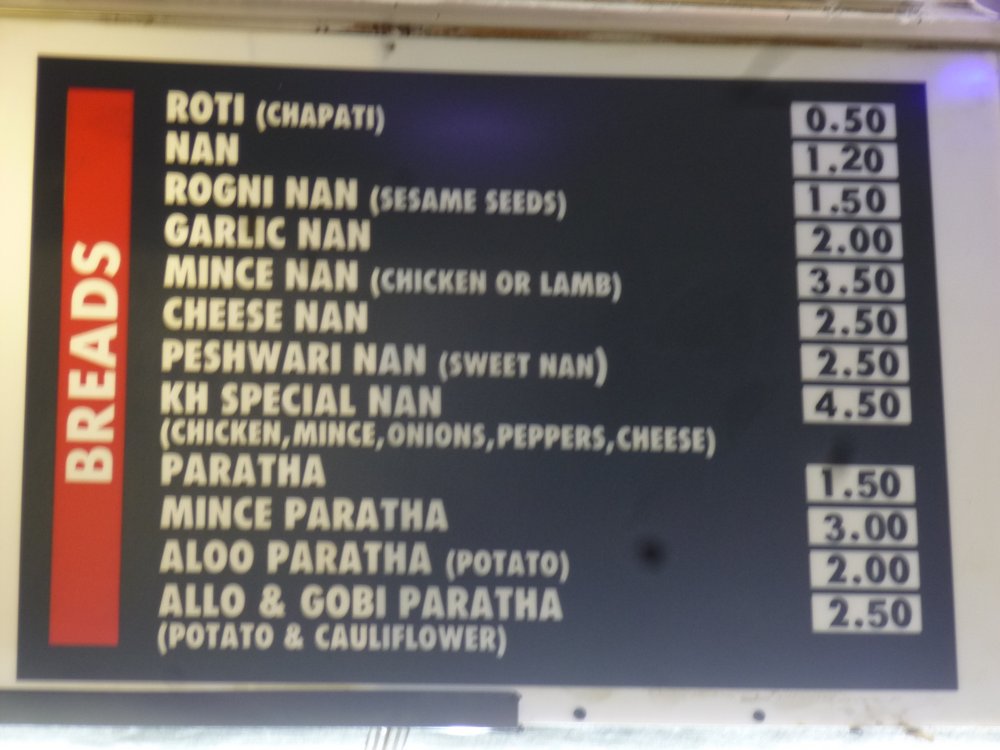 BREADS
ROTI (CHAPATI) 0.50
NAN 1.20
ROGNI NAN (SESAME SEEDS) 1.50
GARLIC NAN 2.00
MINCE NAN (CHICKEN OR LAMB) 3.50
CHEESE NAN 2.50
PESHWARI NAN (SWEET NAN) 2.50
KH SPECIAL NAN 4.50
(CHICKEN,MINCE,ONIONS,PEPPERS,CHEESE)
PARATHA 1.50
MINCE PARATHA 3.00
ALOO PARATHA (POTATO) 2.00
ALLO & GOBI PARATHA 2.50
(POTATO & CAULIFLOWER)